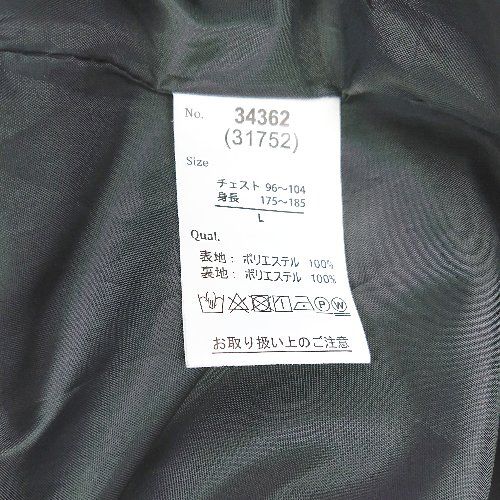 No. 34362
(31752)
Size
チェスト 96～104
身長 175～185
L
Qual.
表地：ポリエステル 100%
裏地：ポリエステル 100%
P W
お取り扱い上のご注意